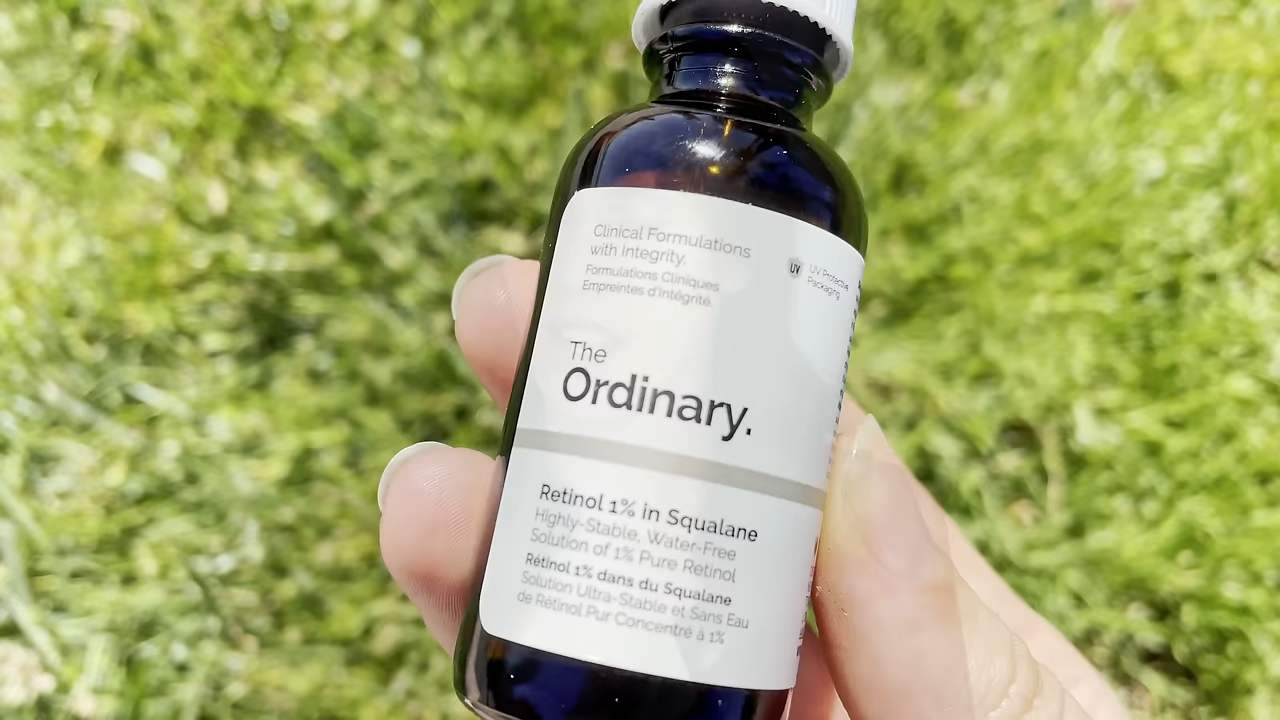 Clinical Formulations
with Integrity.
Formulations Cliniques
Empreintes d'Intégrité.
UV
UV Protective
Packaging
The
Ordinary.
Retinol 1% in Squalane
Highly-Stable, Water-Free
Solution of 1% Pure Retinol
Rétinol 1% dans du Squalane
Solution Ultra-Stable et Sans Eau
de Rétinol Pur Concentré à 1%